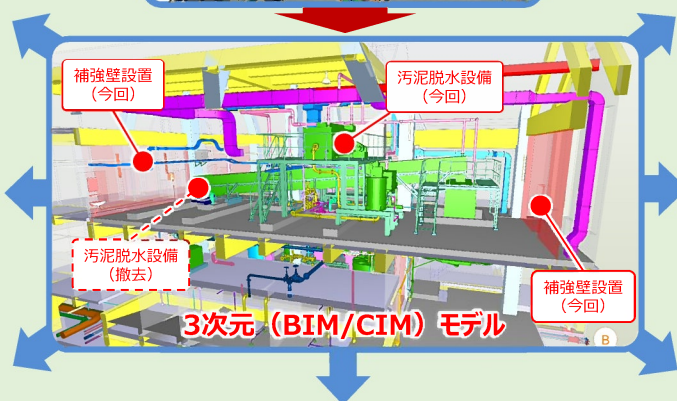 補強壁設置
（今回）
汚泥脱水設備
（今回）
汚泥脱水設備
（撤去）
補強壁設置
（今回）
3次元（BIM/CIM）モデル
B